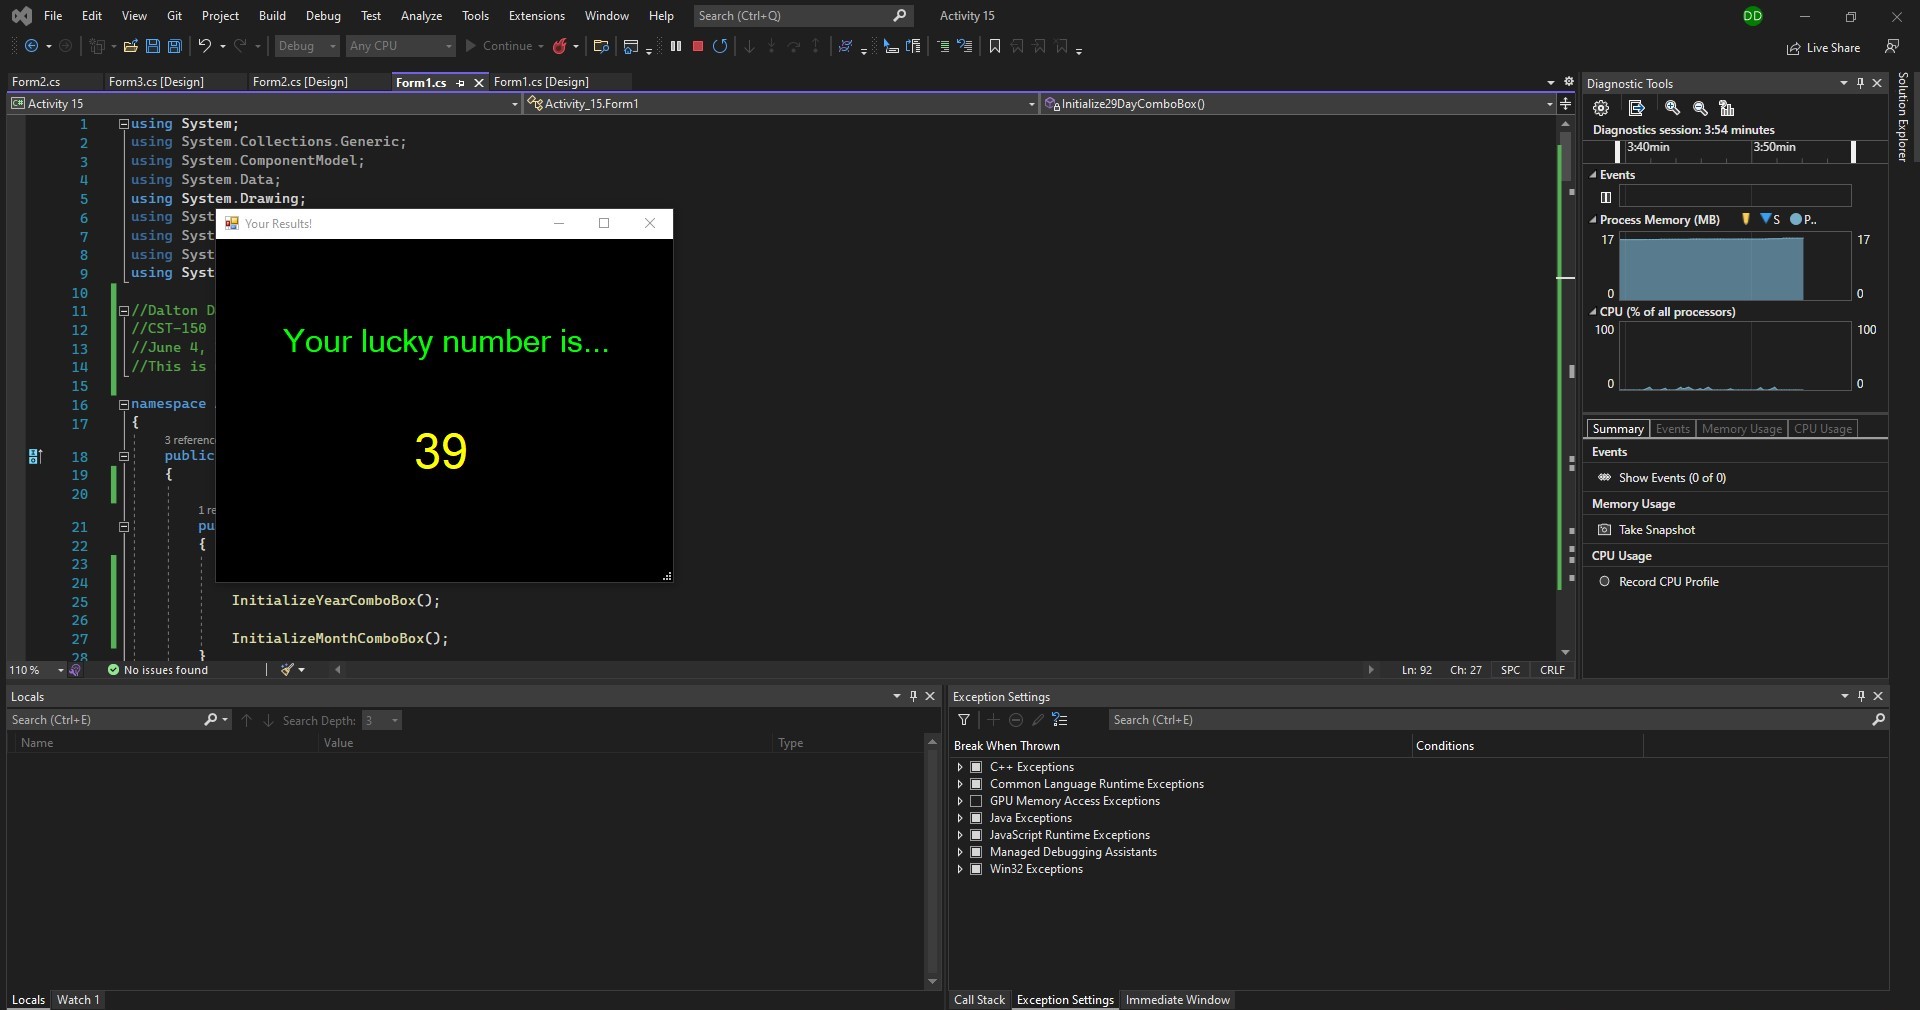 File Edit View Git Project Build Debug Test Analyze Tools Extensions Window Help Search (Ctrl+Q) Activity 15 DD
Debug Any CPU Continue Live Share
Form2.cs Form3.cs [Design] Form2.cs [Design] Form1.cs Form1.cs [Design]
C# Activity 15 Activity_15.Form1 Initialize29DayComboBox()
1 using System;
2 using System.Collections.Generic;
3 using System.ComponentModel;
4 using System.Data;
5 using System.Drawing;
6 using Syst
7 using Syst
8 using Syst
9 using Syst
10
11 //Dalton D
12 //CST-150
13 //June 4,
14 //This is
15
16 namespace
17 {
3 referenc
18 public
19 {
20
1 re
21 pu
22 {
23
24
25 InitializeYearComboBox();
26
27 InitializeMonthComboBox();
28 }
Your Results!
Your lucky number is...
39
110 % No issues found Ln: 92 Ch: 27 SPC CRLF
Diagnostic Tools
Diagnostics session: 3:54 minutes
3:40min 3:50min
Events
Process Memory (MB) S P..
17 17
0 0
CPU (% of all processors)
100 100
0 0
Summary Events Memory Usage CPU Usage
Events
Show Events (0 of 0)
Memory Usage
Take Snapshot
CPU Usage
Record CPU Profile
Solution Explorer
Locals
Search (Ctrl+E) Search Depth: 3
Name Value Type
Locals Watch 1
Exception Settings
Search (Ctrl+E)
Break When Thrown Conditions
C++ Exceptions
Common Language Runtime Exceptions
GPU Memory Access Exceptions
Java Exceptions
JavaScript Runtime Exceptions
Managed Debugging Assistants
Win32 Exceptions
Call Stack Exception Settings Immediate Window